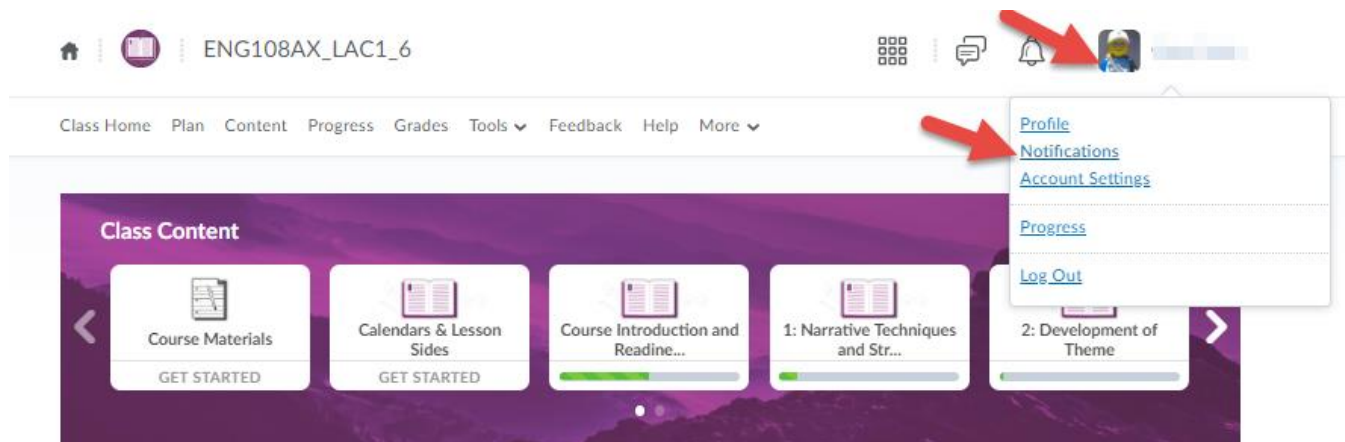 ENG108AX_LAC1_6
Class Home Plan Content Progress Grades Tools Feedback Help More
Profile
Notifications
Account Settings
Progress
Log Out
Class Content
Course Materials
GET STARTED
Calendars & Lesson
Sides
GET STARTED
Course Introduction and
Readine...
1: Narrative Techniques
and Str...
2: Development of
Theme